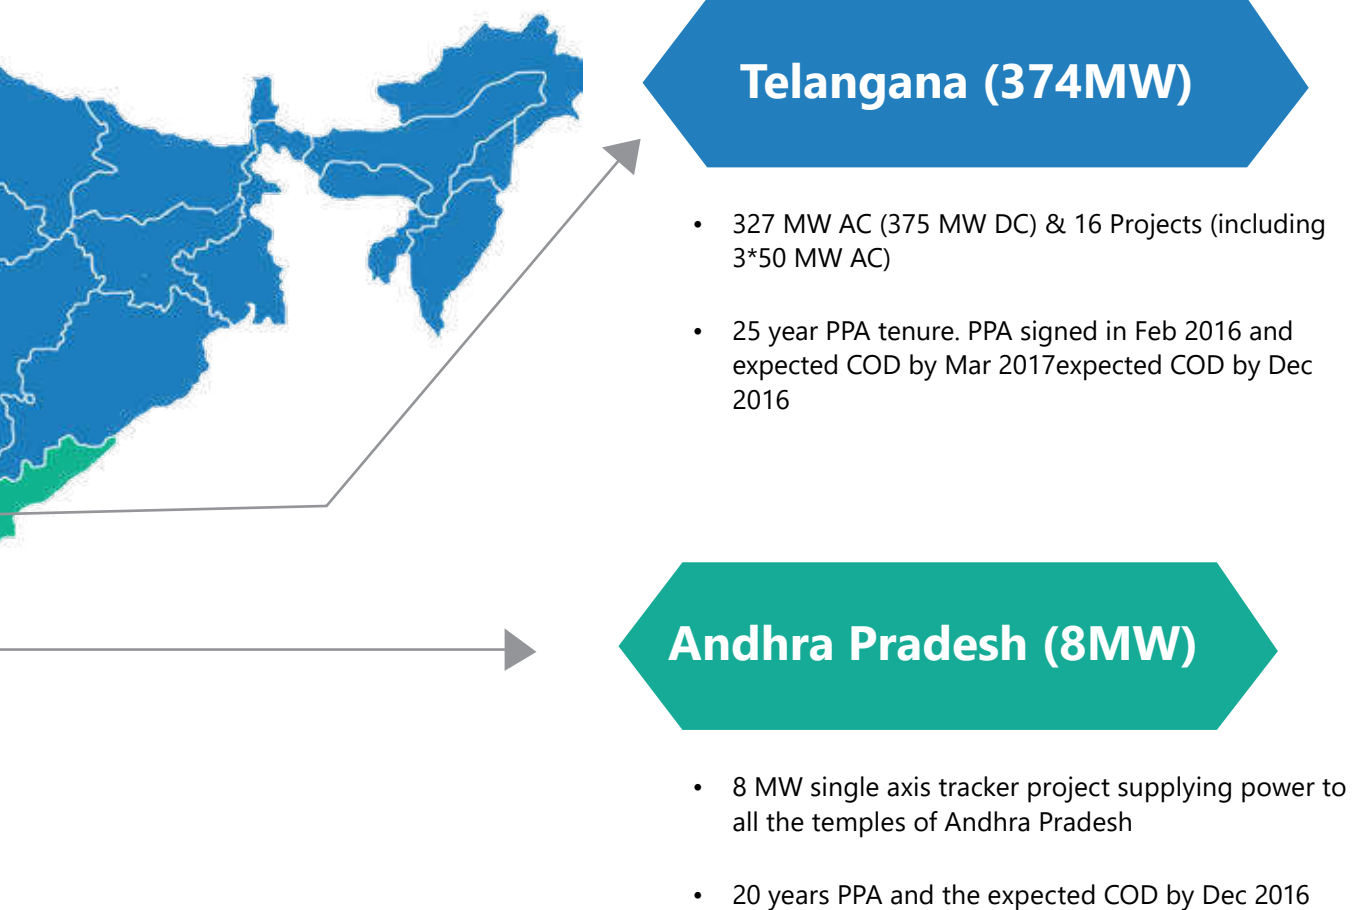 Telangana (374MW)
• 327 MW AC (375 MW DC) & 16 Projects (including
3*50 MW AC)
• 25 year PPA tenure. PPA signed in Feb 2016 and
expected COD by Mar 2017expected COD by Dec
2016
Andhra Pradesh (8MW)
• 8 MW single axis tracker project supplying power to
all the temples of Andhra Pradesh
• 20 years PPA and the expected COD by Dec 2016